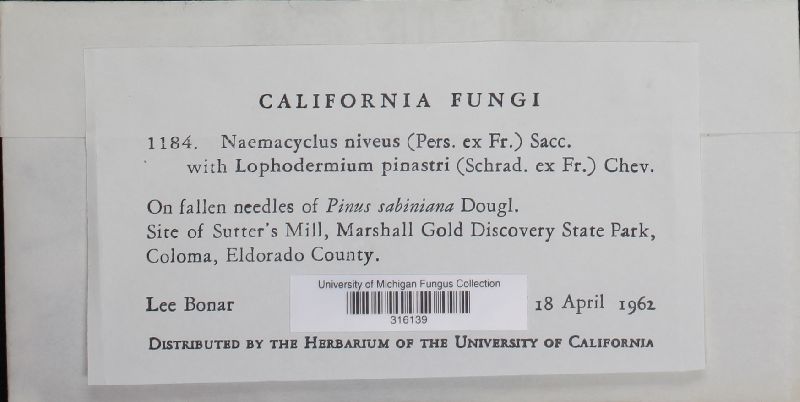 CALIFORNIA FUNGI
1184. Naemacyclus niveus (Pers. ex Fr.) Sacc.
with Lophodermium pinastri (Schrad. ex Fr.) Chev.
On fallen needles of Pinus sabiniana Dougl.
Site of Sutter's Mill, Marshall Gold Discovery State Park,
Coloma, Eldorado County.
University of Michigan Fungus Collection
316139
Lee Bonar 18 April 1962
DISTRIBUTED BY THE HERBARIUM OF THE UNIVERSITY OF CALIFORNIA